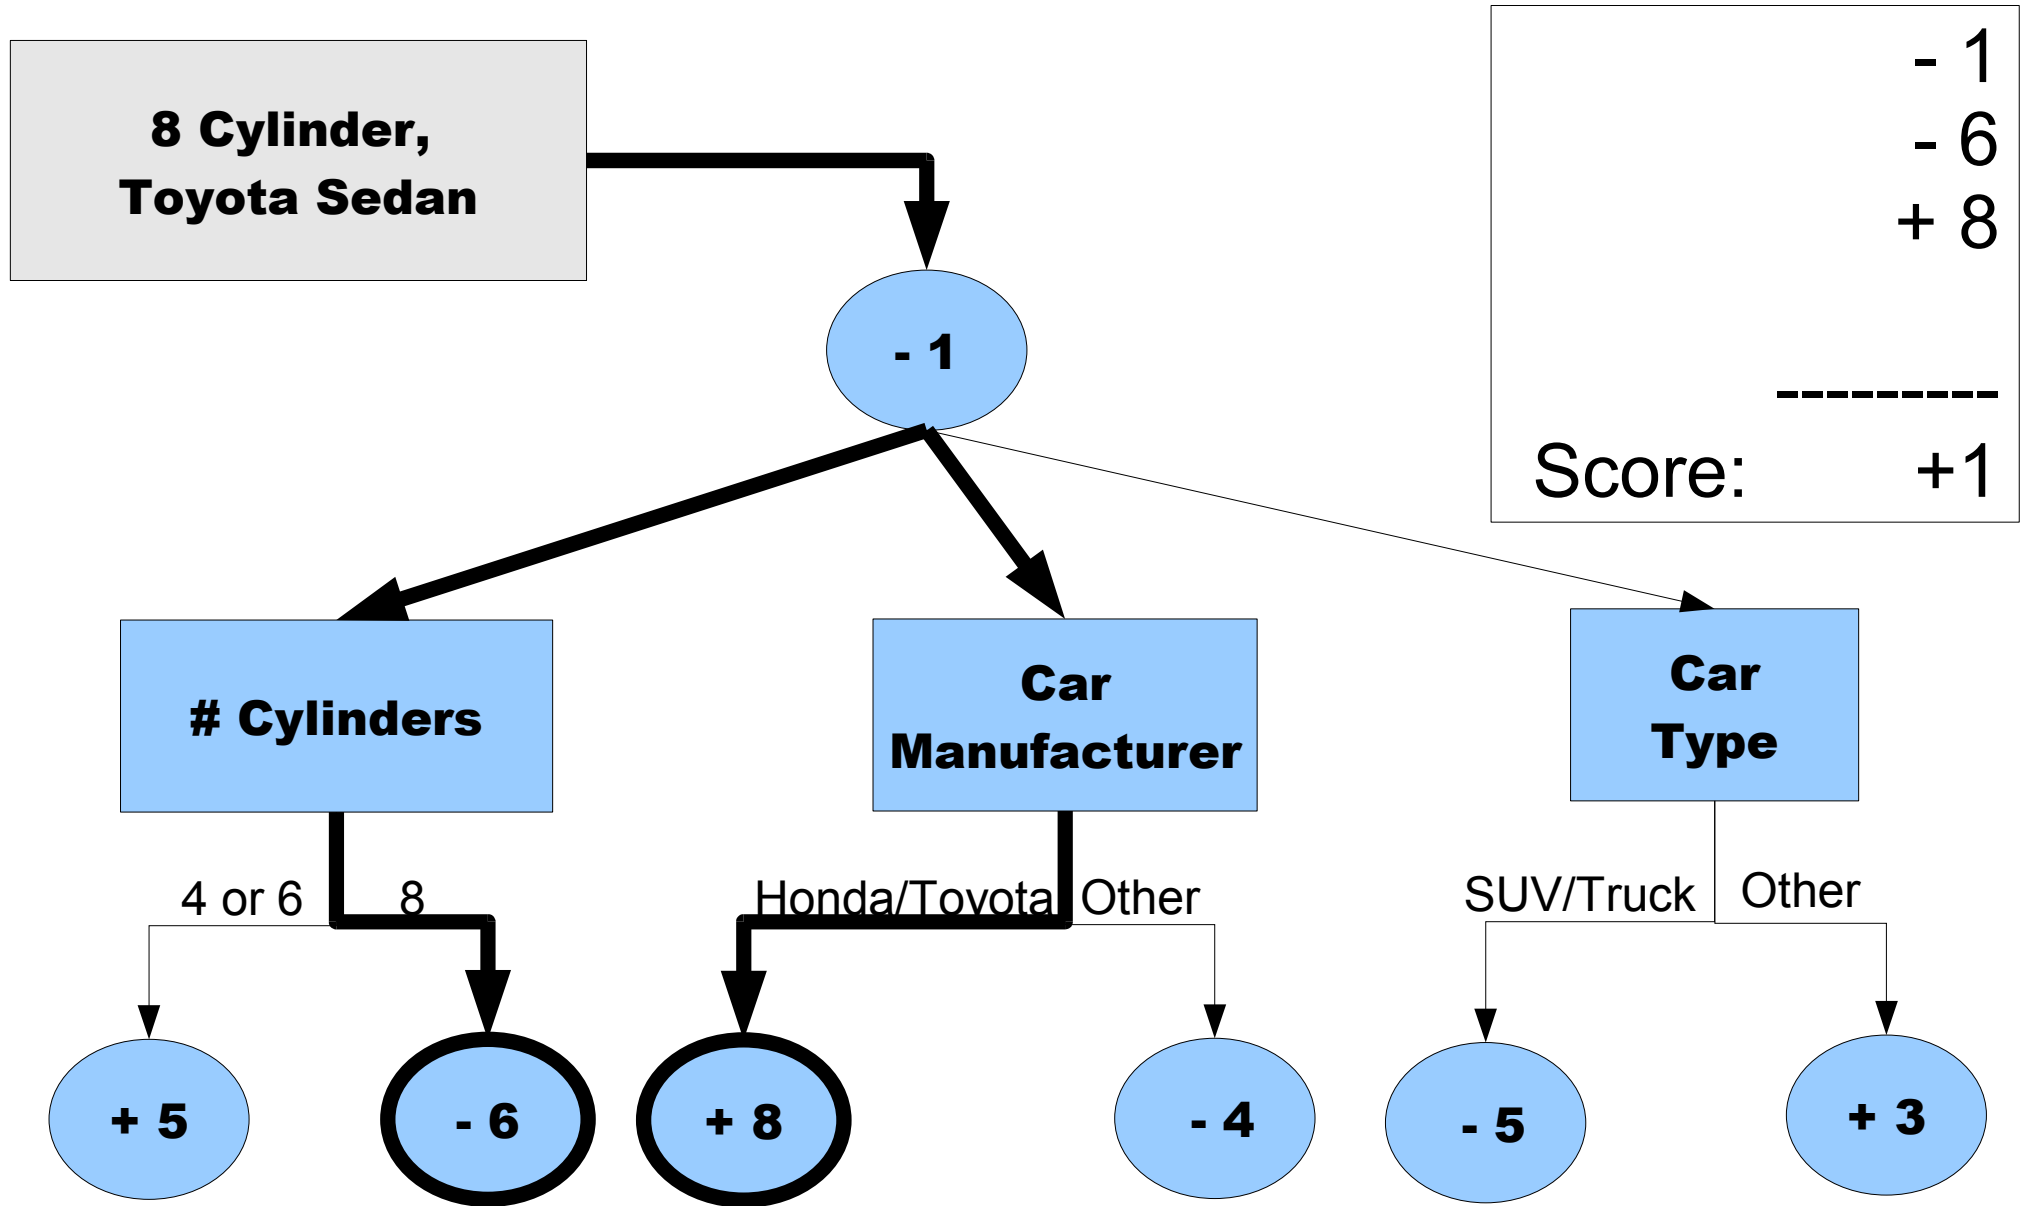 8 Cylinder,
Toyota Sedan
- 1
- 6
+ 8
---------
Score: +1
- 1
# Cylinders
Car
Manufacturer
Car
Type
4 or 6
8
Honda/Toyota
Other
SUV/Truck
Other
+ 5
- 6
+ 8
- 4
- 5
+ 3